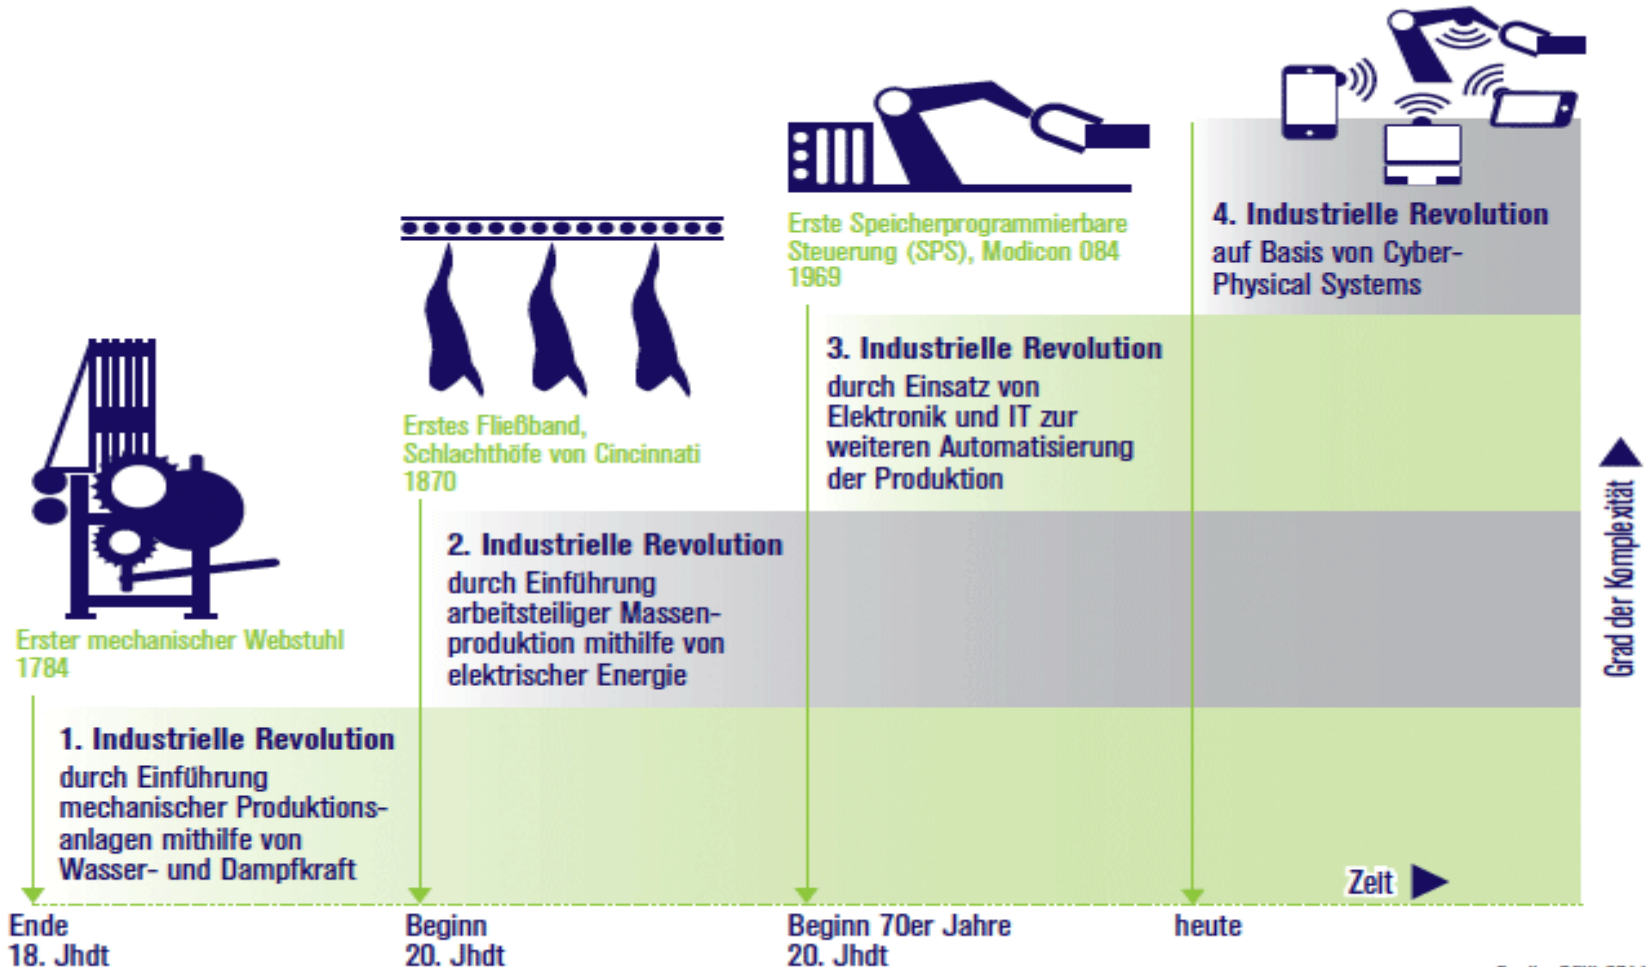 Erster mechanischer Webstuhl
1784
1. Industrielle Revolution
durch Einführung
mechanischer Produktions-
anlagen mithilfe von
Wasser- und Dampfkraft
Ende
18. Jhdt
Erstes Fließband,
Schlachthöfe von Cincinnati
1870
2. Industrielle Revolution
durch Einführung
arbeitsteiliger Massen-
produktion mithilfe von
elektrischer Energie
Beginn
20. Jhdt
Erste Speicherprogrammierbare
Steuerung (SPS), Modicon 084
1969
3. Industrielle Revolution
durch Einsatz von
Elektronik und IT zur
weiteren Automatisierung
der Produktion
Beginn 70er Jahre
20. Jhdt
4. Industrielle Revolution
auf Basis von Cyber-
Physical Systems
heute
Zeit
Grad der Komplexität